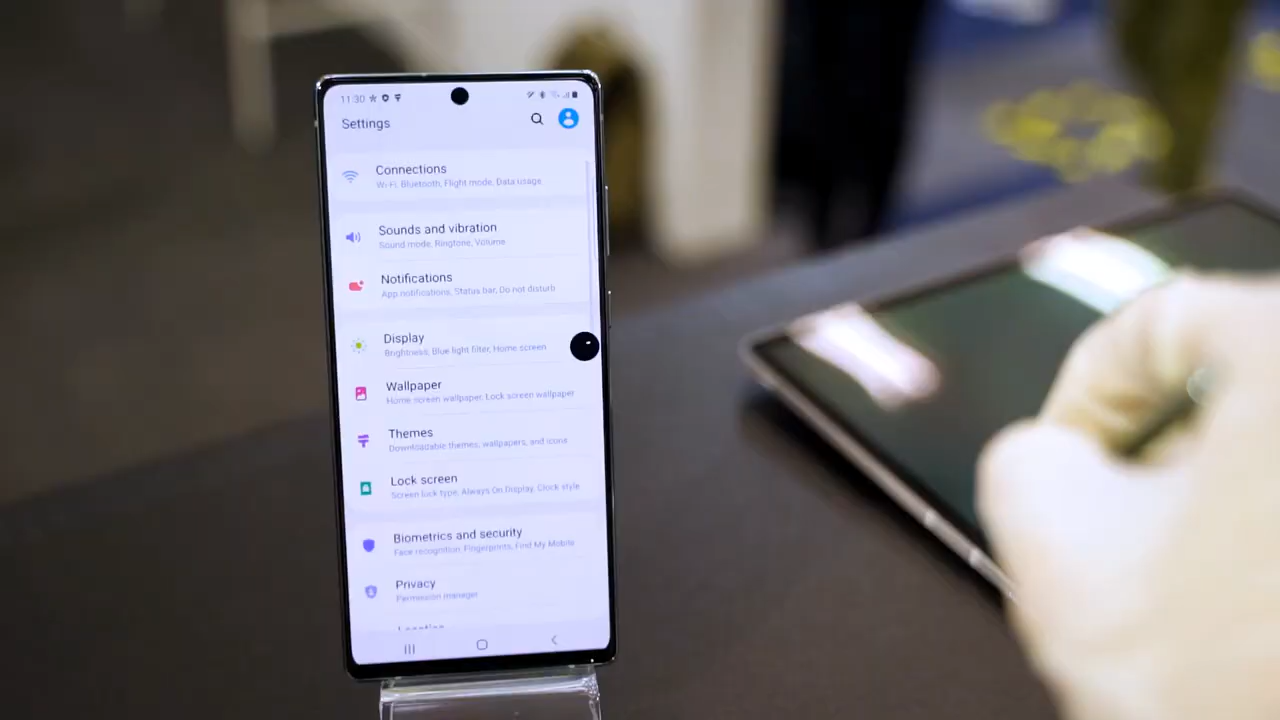 11:30
Settings
Connections
Wi-Fi, Bluetooth, Flight mode, Data usage
Sounds and vibration
Sound mode, Ringtone, Volume
Notifications
App notifications, Status bar, Do not disturb
Display
Brightness, Blue light filter, Home screen
Wallpaper
Home screen wallpaper, Lock screen wallpaper
Themes
Downloadable themes, wallpapers, and icons
Lock screen
Screen lock type, Always On Display, Clock style
Biometrics and security
Face recognition, Fingerprints, Find My Mobile
Privacy
Permission manager